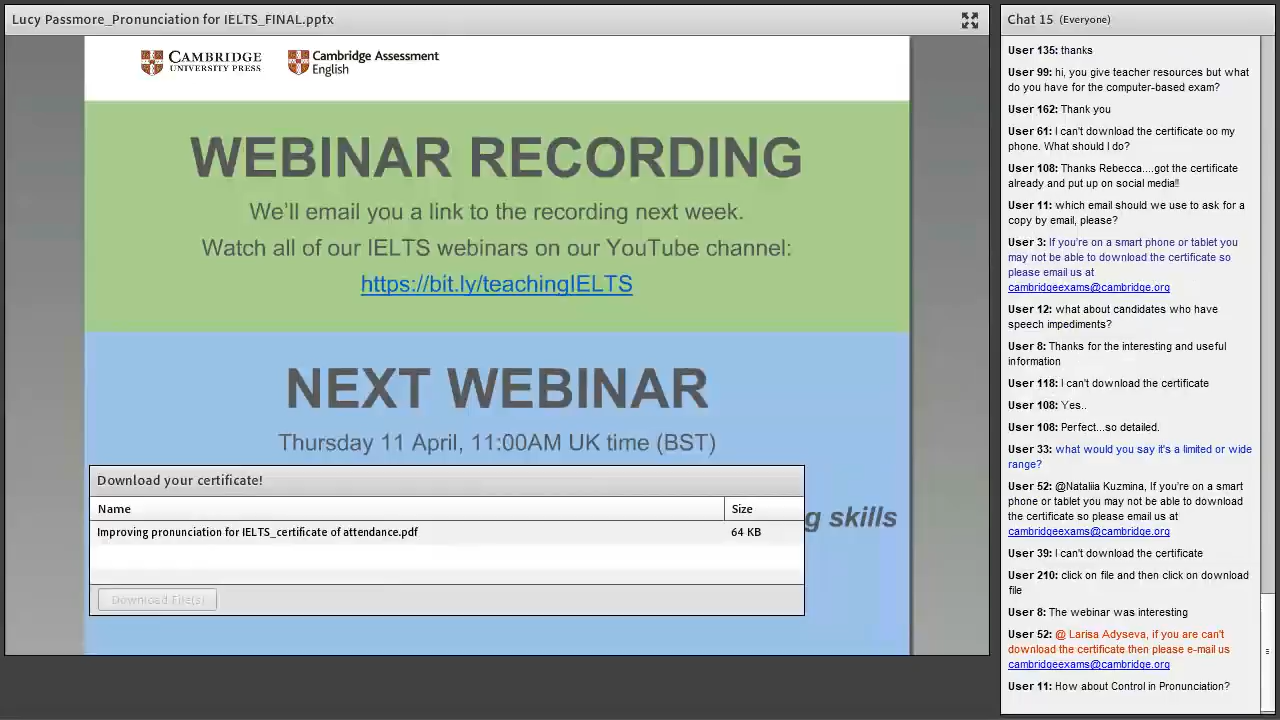 Lucy Passmore_Pronunciation for IELTS_FINAL.pptx
CAMBRIDGE
UNIVERSITY PRESS
Cambridge Assessment
English
WEBINAR RECORDING
We'll email you a link to the recording next week.
Watch all of our IELTS webinars on our YouTube channel:
https://bit.ly/teachingIELTS
NEXT WEBINAR
Thursday 11 April, 11:00AM UK time (BST)
g skills
Download your certificate!
Name Size
Improving pronunciation for IELTS_certificate of attendance.pdf 64 KB
Download File(s)
Chat 15 (Everyone)
User 135: thanks
User 99: hi, you give teacher resources but what
do you have for the computer-based exam?
User 162: Thank you
User 61: I can't download the certificate oo my
phone. What should I do?
User 108: Thanks Rebecca....got the certificate
already and put up on social media!!
User 11: which email should we use to ask for a
copy by email, please?
User 3: If you're on a smart phone or tablet you
may not be able to download the certificate so
please email us at
cambridgeexams@cambridge.org
User 12: what about candidates who have
speech impediments?
User 8: Thanks for the interesting and useful
information
User 118: I can't download the certificate
User 108: Yes..
User 108: Perfect...so detailed.
User 33: what would you say it's a limited or wide
range?
User 52: @Nataliia Kuzmina, If you're on a smart
phone or tablet you may not be able to download
the certificate so please email us at
cambridgeexams@cambridge.org
User 39: I can't download the certificate
User 210: click on file and then click on download
file
User 8: The webinar was interesting
User 52: @ Larisa Adyseva, if you are can't
download the certificate then please e-mail us
cambridgeexams@cambridge.org
User 11: How about Control in Pronunciation?